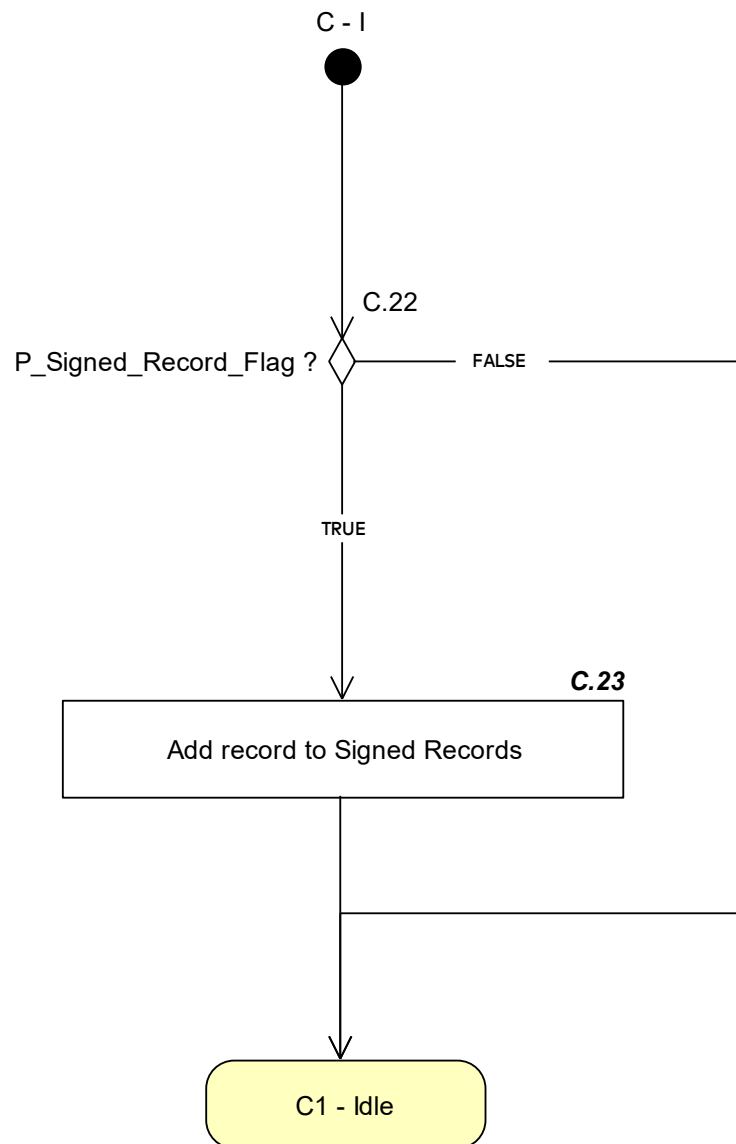 C - I
C.22
P_Signed_Record_Flag ?
FALSE
TRUE
C.23
Add record to Signed Records
C1 - Idle